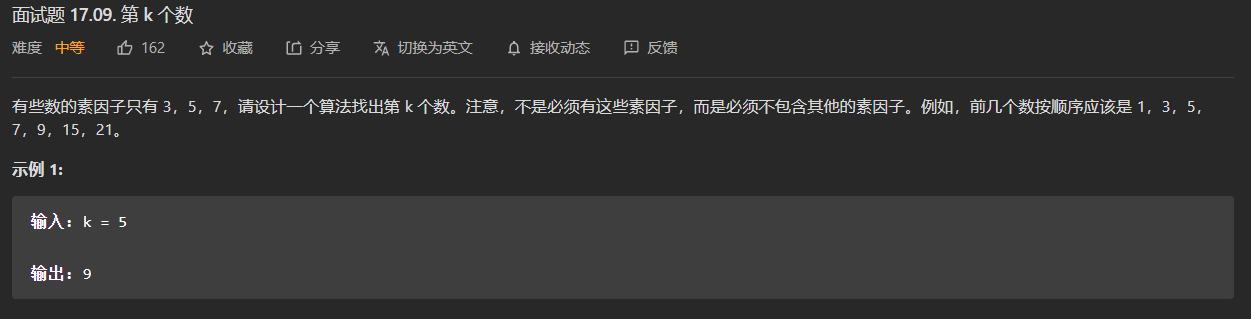 面试题 17.09. 第 k 个数
难度 中等 162 收藏 分享 切换为英文 接收动态 反馈
有些数的素因子只有 3，5，7，请设计一个算法找出第 k 个数。注意，不是必须有这些素因子，而是必须不包含其他的素因子。例如，前几个数按顺序应该是 1，3，5，
7，9，15，21。
示例 1:
输入：k = 5
输出：9